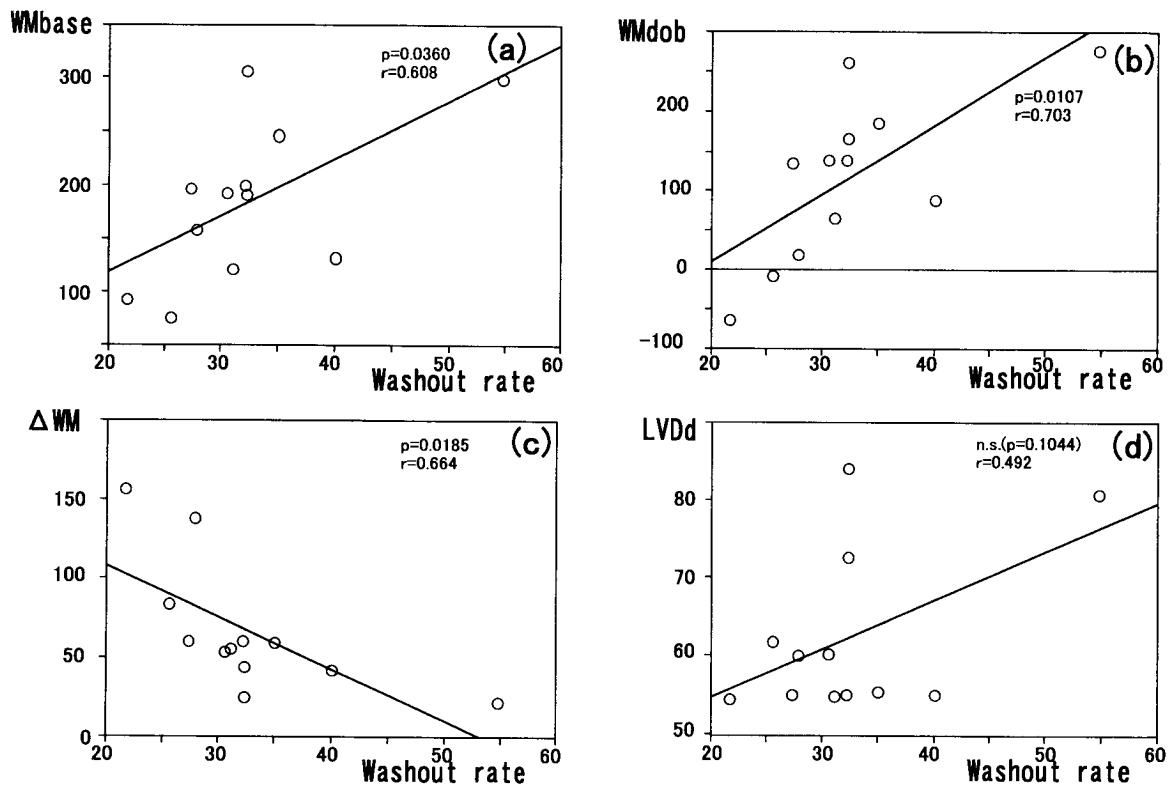 WMbase
(a)
p=0.0360
r=0.608
300
200
100
20 30 40 50 60
Washout rate
WMdob
(b)
p=0.0107
r=0.703
200
100
0
-100
20 30 40 50 60
Washout rate
Δ WM
(c)
p=0.0185
r=0.664
150
100
50
0
20 30 40 50 60
Washout rate
LVDd
(d)
n.s.(p=0.1044)
r=0.492
80
70
60
50
20 30 40 50 60
Washout rate